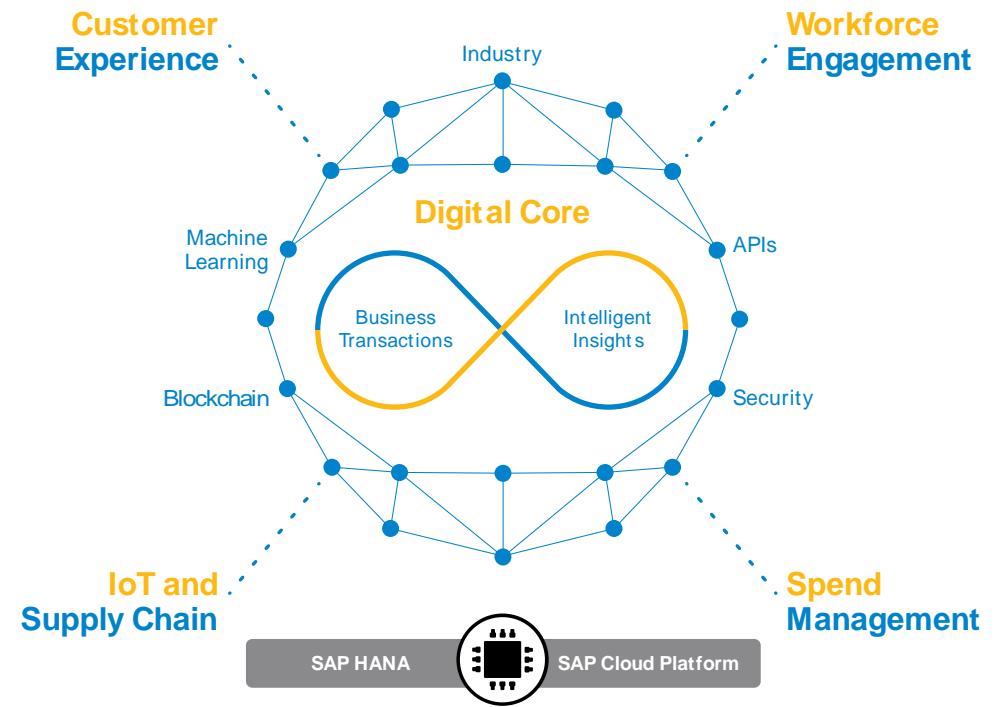 Customer
Experience
Workforce
Engagement
Industry
Digital Core
Machine
Learning
APIs
Business
Transactions
Intelligent
Insights
Blockchain
Security
IoT and
Supply Chain
Spend
Management
SAP HANA
SAP Cloud Platform